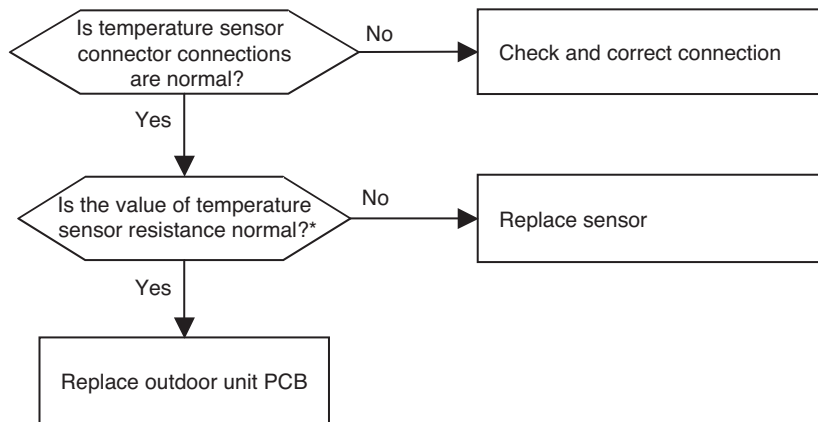 Is temperature sensor
connector connections
are normal?
No
Check and correct connection
Yes
Is the value of temperature
sensor resistance normal?*
No
Replace sensor
Yes
Replace outdoor unit PCB